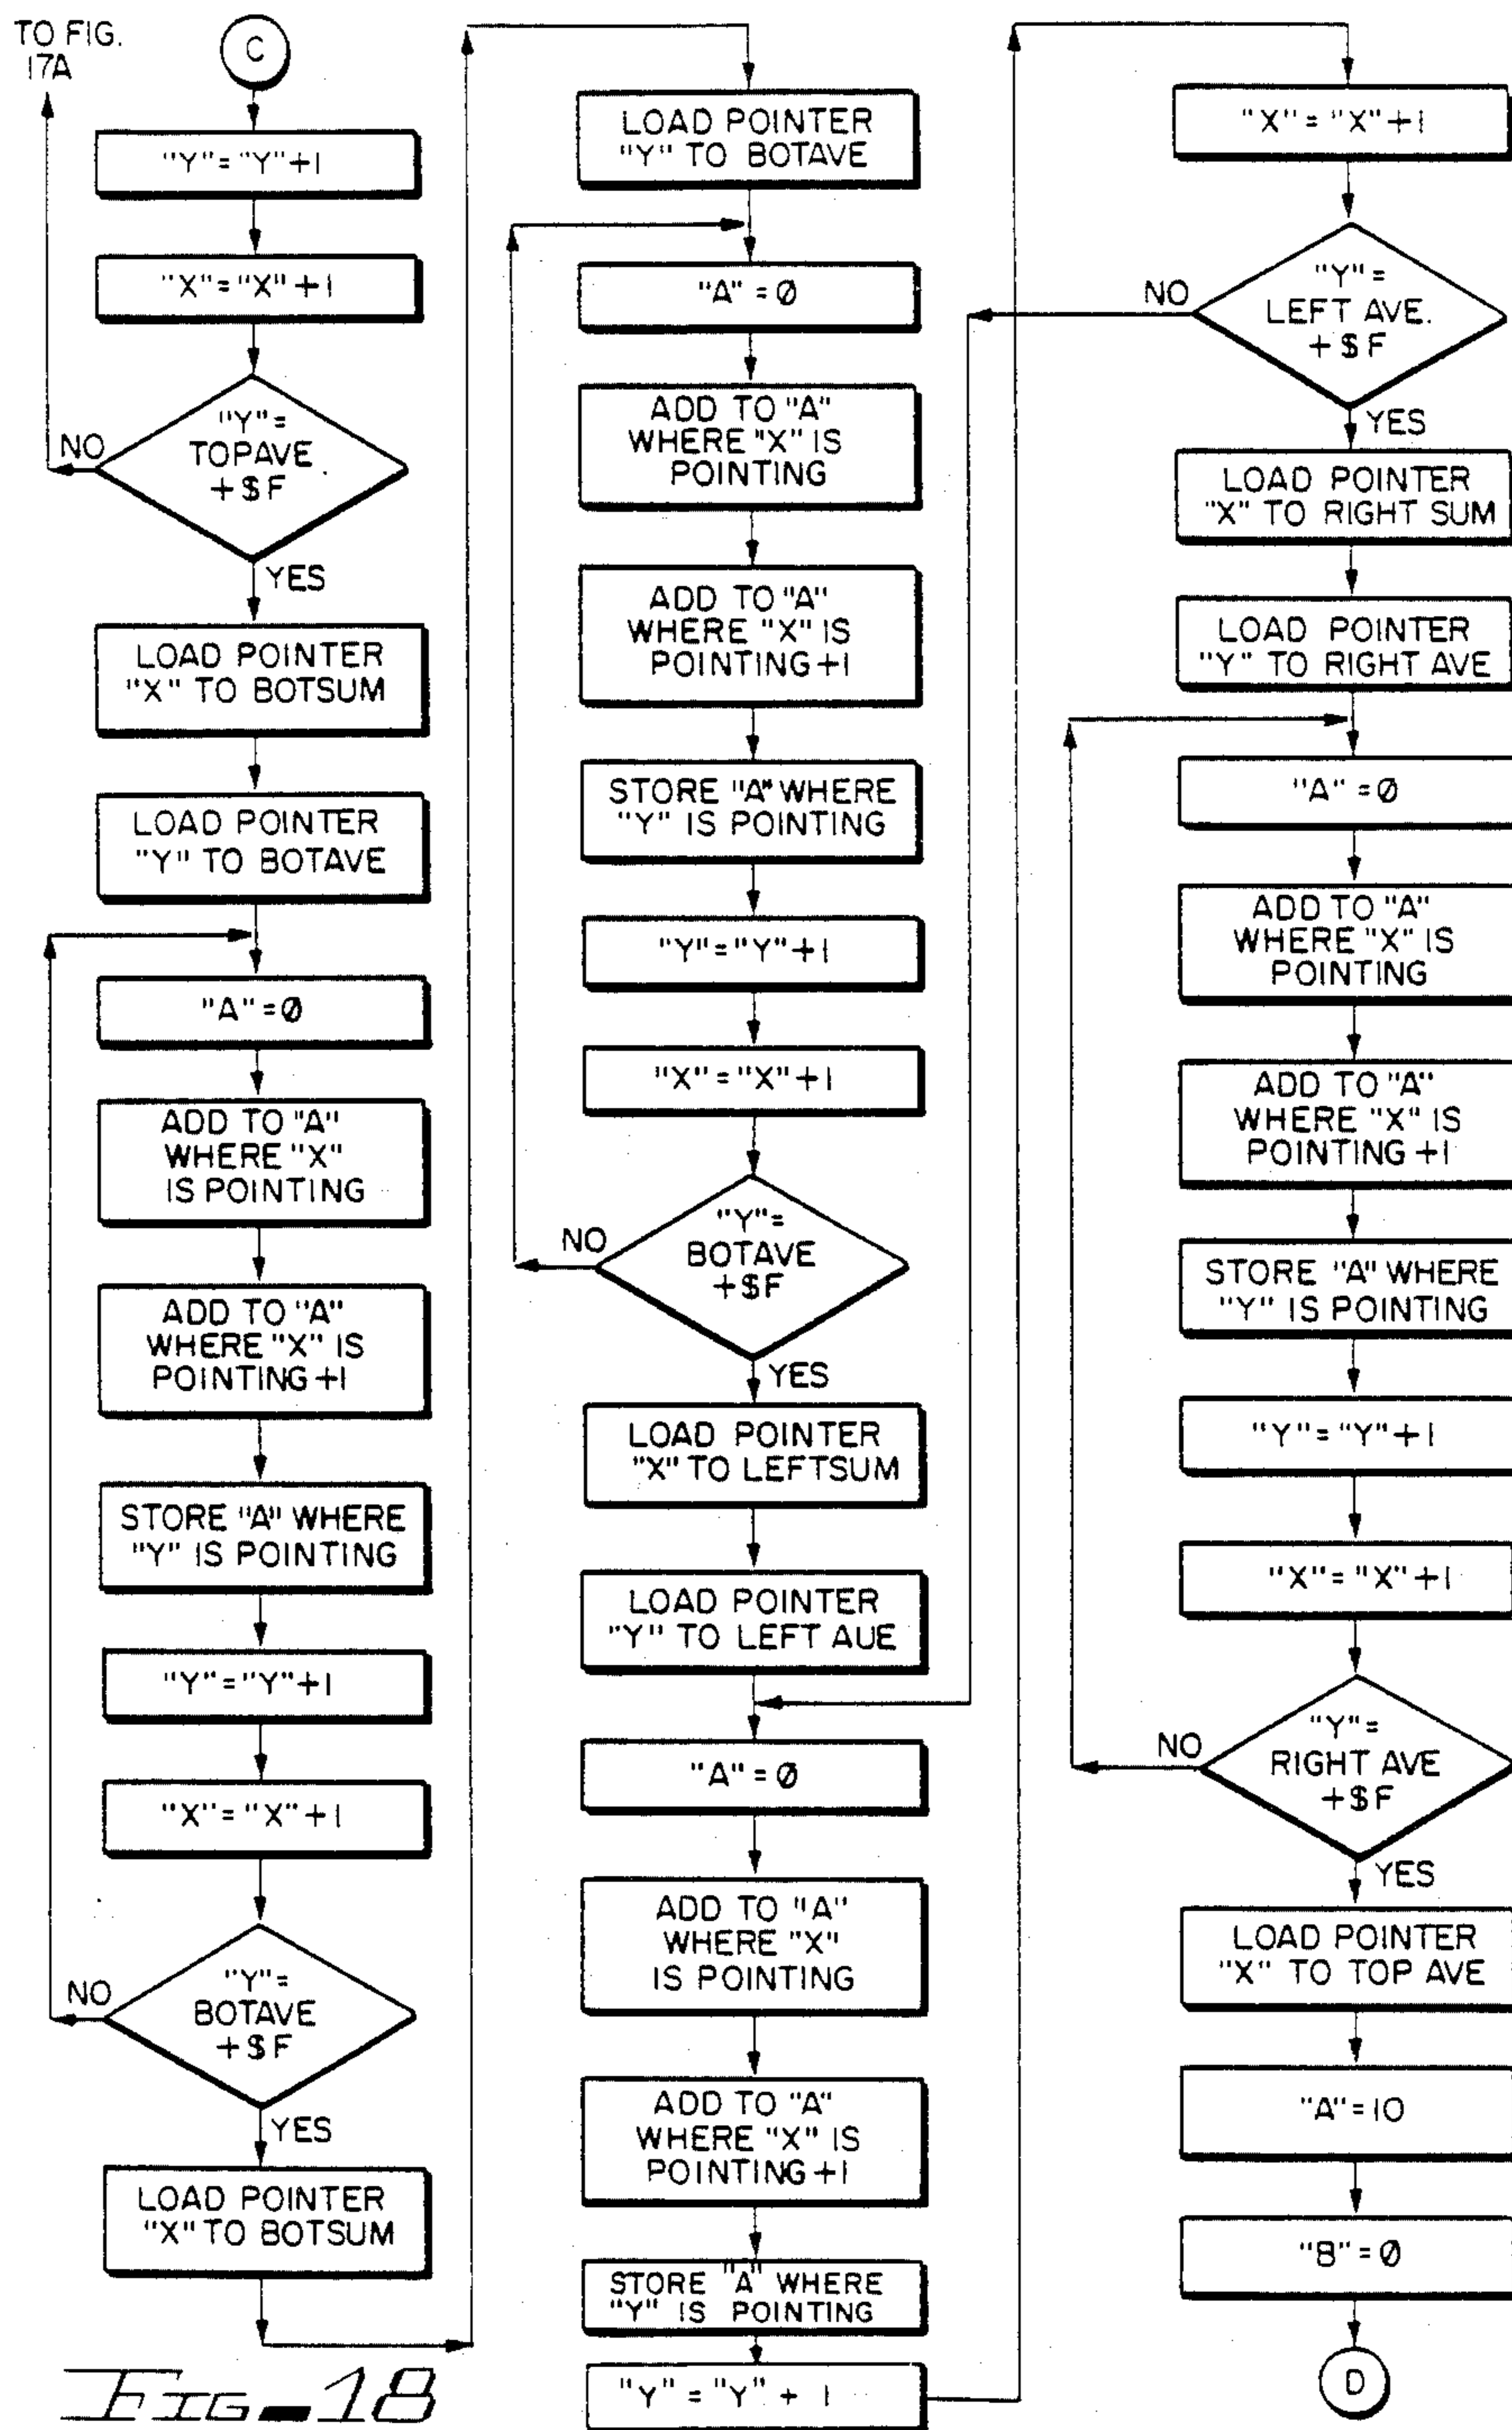 TO FIG.
17A
C
"Y"="Y"+1
"X"="X"+1
"Y"=
TOPAVE
+$F
NO
YES
LOAD POINTER
"X" TO BOTSUM
LOAD POINTER
"Y" TO BOTAVE
"A"=Ø
ADD TO "A"
WHERE "X"
IS POINTING
ADD TO "A"
WHERE "X" IS
POINTING+1
STORE "A" WHERE
"Y" IS POINTING
"Y"="Y"+1
"X"="X"+1
"Y"=
BOTAVE
+$F
NO
YES
LOAD POINTER
"X" TO BOTSUM
LOAD POINTER
"Y" TO BOTAVE
"A"=Ø
ADD TO "A"
WHERE "X" IS
POINTING
ADD TO "A"
WHERE "X" IS
POINTING+1
STORE "A" WHERE
"Y" IS POINTING
"Y"="Y"+1
"X"="X"+1
"Y"=
BOTAVE
+$F
NO
YES
LOAD POINTER
"X" TO LEFTSUM
LOAD POINTER
"Y" TO LEFT AUE
"A"=Ø
ADD TO "A"
WHERE "X"
IS POINTING
ADD TO "A"
WHERE "X" IS
POINTING+1
STORE "A" WHERE
"Y" IS POINTING
"Y" = "Y" + 1
"X"="X"+1
"Y"=
LEFT AVE.
+$F
NO
YES
LOAD POINTER
"X" TO RIGHT SUM
LOAD POINTER
"Y" TO RIGHT AVE
"A"=Ø
ADD TO "A"
WHERE "X" IS
POINTING
ADD TO "A"
WHERE "X" IS
POINTING +1
STORE "A" WHERE
"Y" IS POINTING
"Y"="Y"+1
"X"="X"+1
"Y"=
RIGHT AVE
+$F
NO
YES
LOAD POINTER
"X" TO TOP AVE
"A"=10
"B"=Ø
D
FIG-18